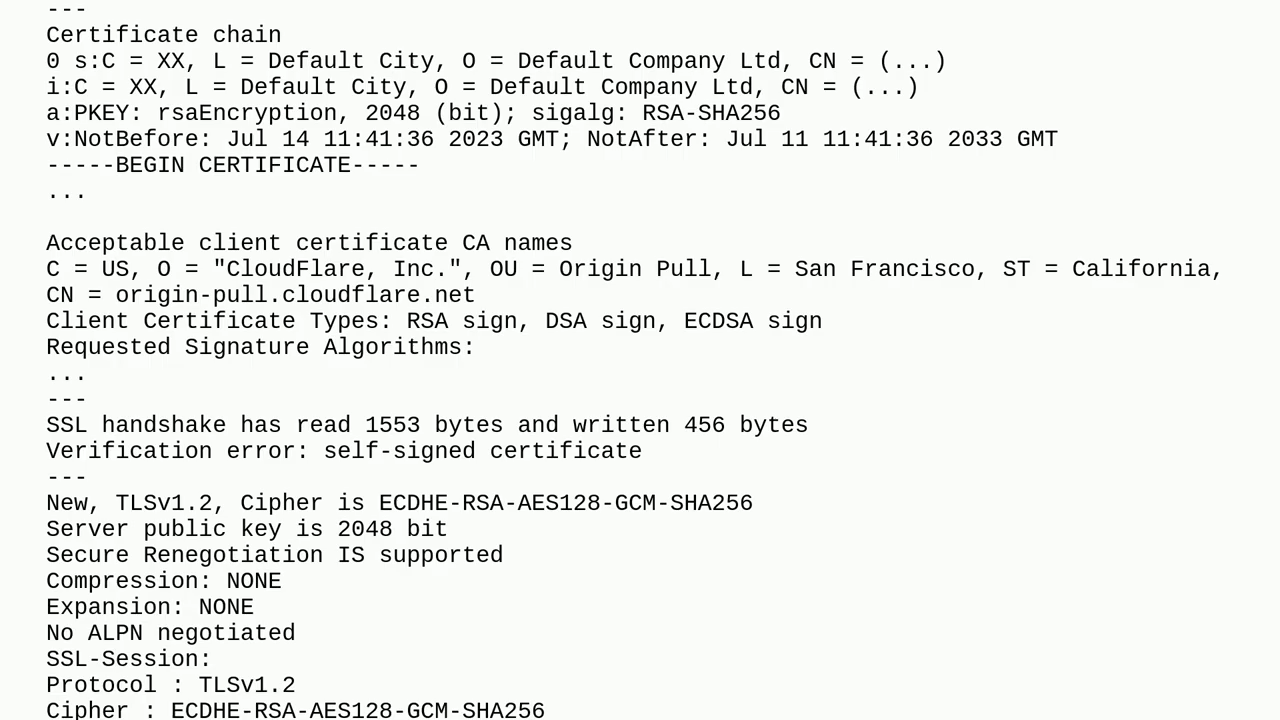 ---
Certificate chain
0 s:C = XX, L = Default City, O = Default Company Ltd, CN = (...)
i:C = XX, L = Default City, O = Default Company Ltd, CN = (...)
a:PKEY: rsaEncryption, 2048 (bit); sigalg: RSA-SHA256
v:NotBefore: Jul 14 11:41:36 2023 GMT; NotAfter: Jul 11 11:41:36 2033 GMT
-----BEGIN CERTIFICATE-----
...

Acceptable client certificate CA names
C = US, O = "CloudFlare, Inc.", OU = Origin Pull, L = San Francisco, ST = California,
CN = origin-pull.cloudflare.net
Client Certificate Types: RSA sign, DSA sign, ECDSA sign
Requested Signature Algorithms:
...
---
SSL handshake has read 1553 bytes and written 456 bytes
Verification error: self-signed certificate
---
New, TLSv1.2, Cipher is ECDHE-RSA-AES128-GCM-SHA256
Server public key is 2048 bit
Secure Renegotiation IS supported
Compression: NONE
Expansion: NONE
No ALPN negotiated
SSL-Session:
Protocol : TLSv1.2
Cipher : ECDHE-RSA-AES128-GCM-SHA256